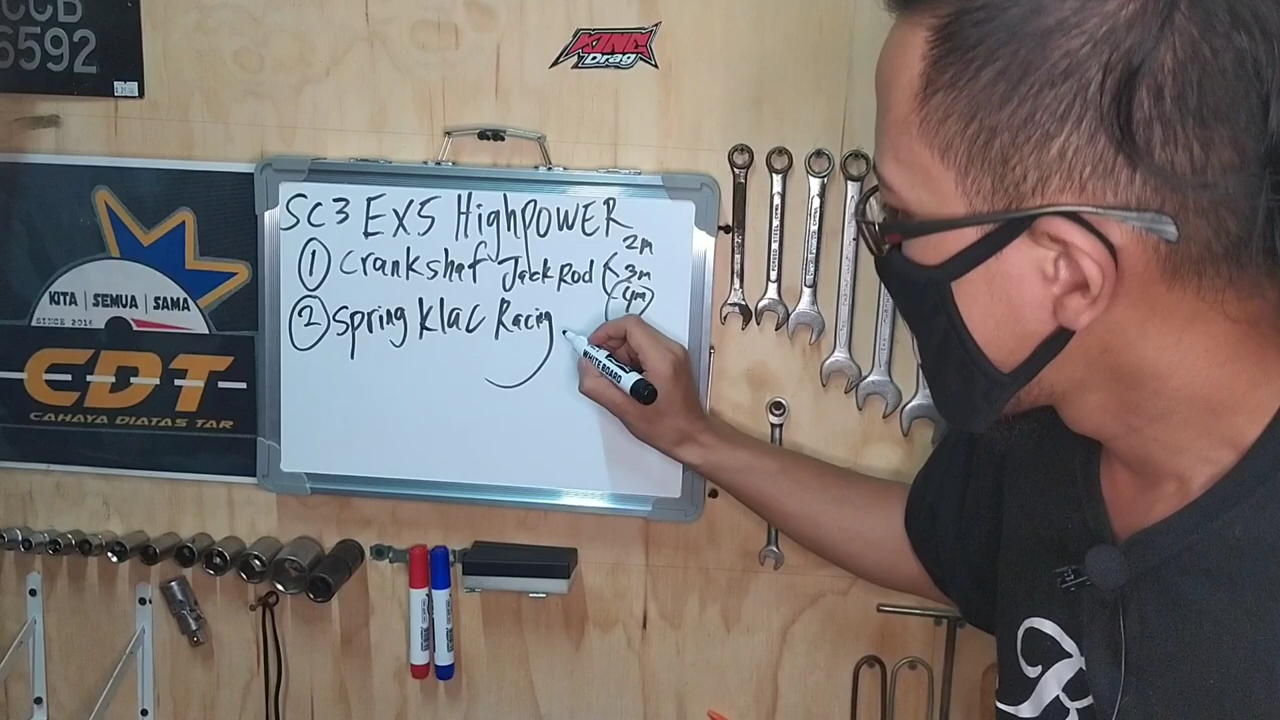 CCB
6592
KING
Drag
KITA | SEMUA | SAMA
SINCE 2016
CDT
CAHAYA DIATAS TAR
SC3 EX5 HighPOWER
① Crankshaf Jack Rod < 2m
3m
4m
② Spring Klac Racing
WHITE BOARD